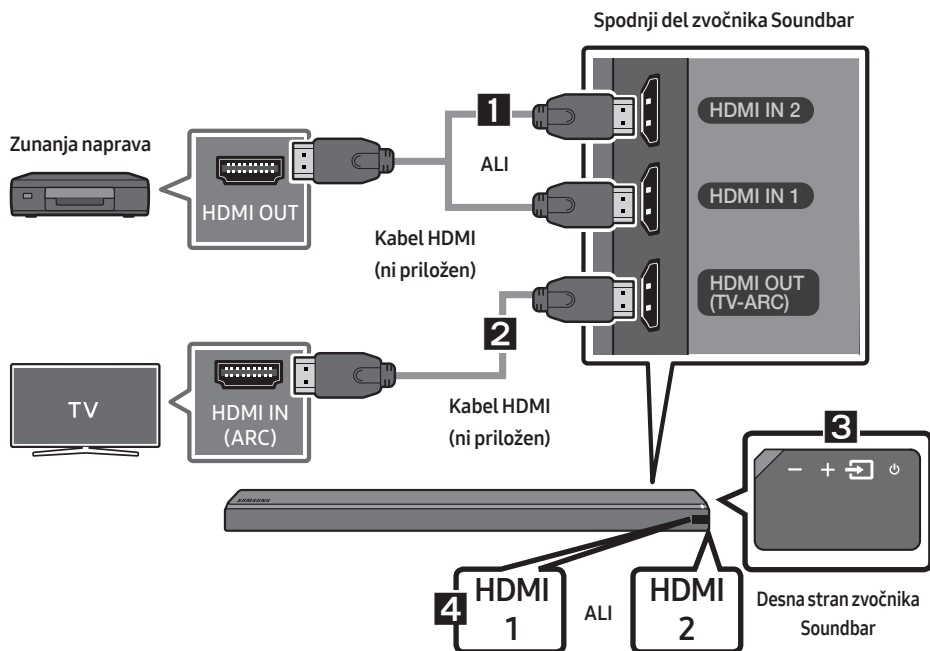 Spodnji del zvočnika Soundbar
Zunanja naprava
HDMI OUT
1
ALI
HDMI IN 2
HDMI IN 1
HDMI OUT
(TV-ARC)
Kabel HDMI
(ni priložen)
2
TV
HDMI IN
(ARC)
Kabel HDMI
(ni priložen)
3
− +
SAMSUNG
4
HDMI
1
ALI
HDMI
2
Desna stran zvočnika
Soundbar